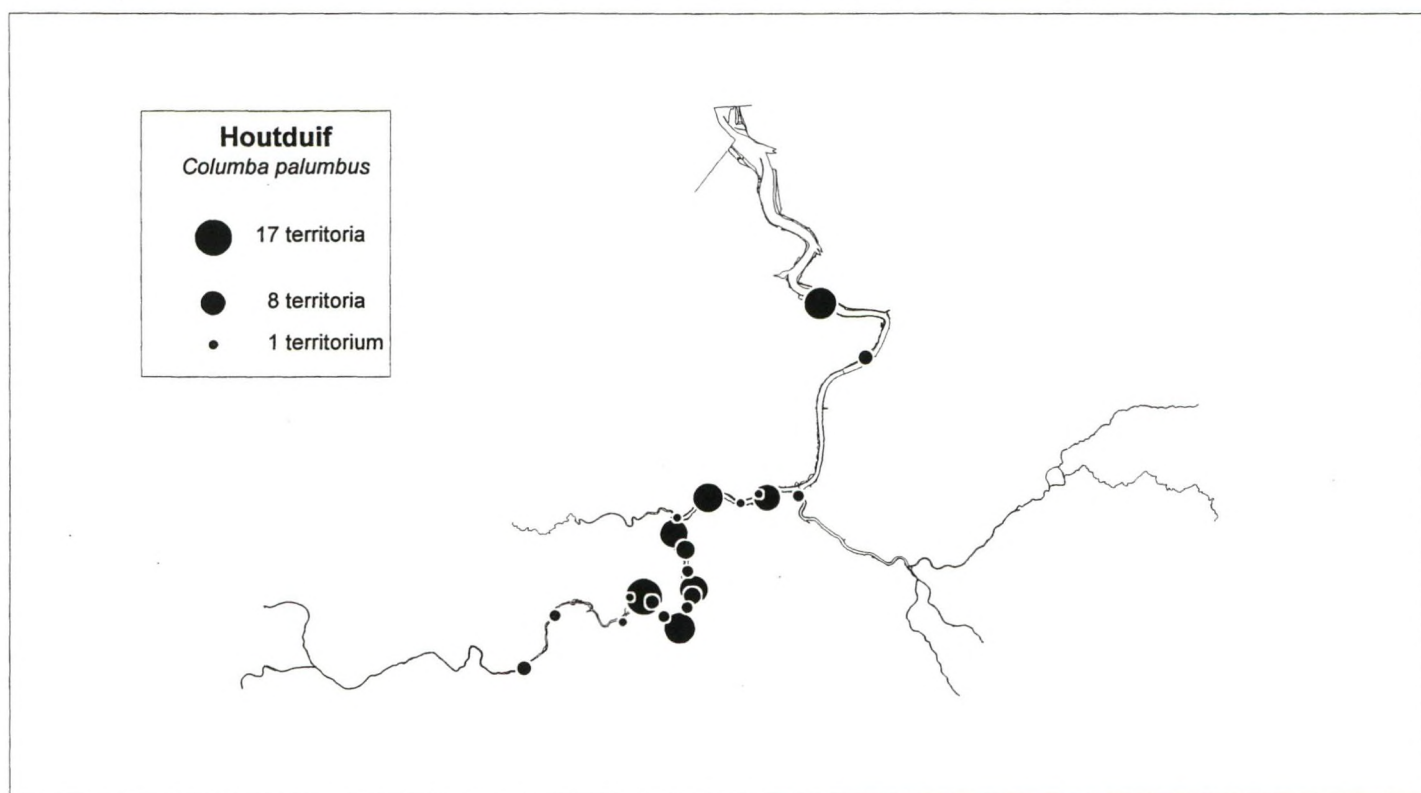 Houtduif
Columba palumbus
17 territoria
8 territoria
1 territorium